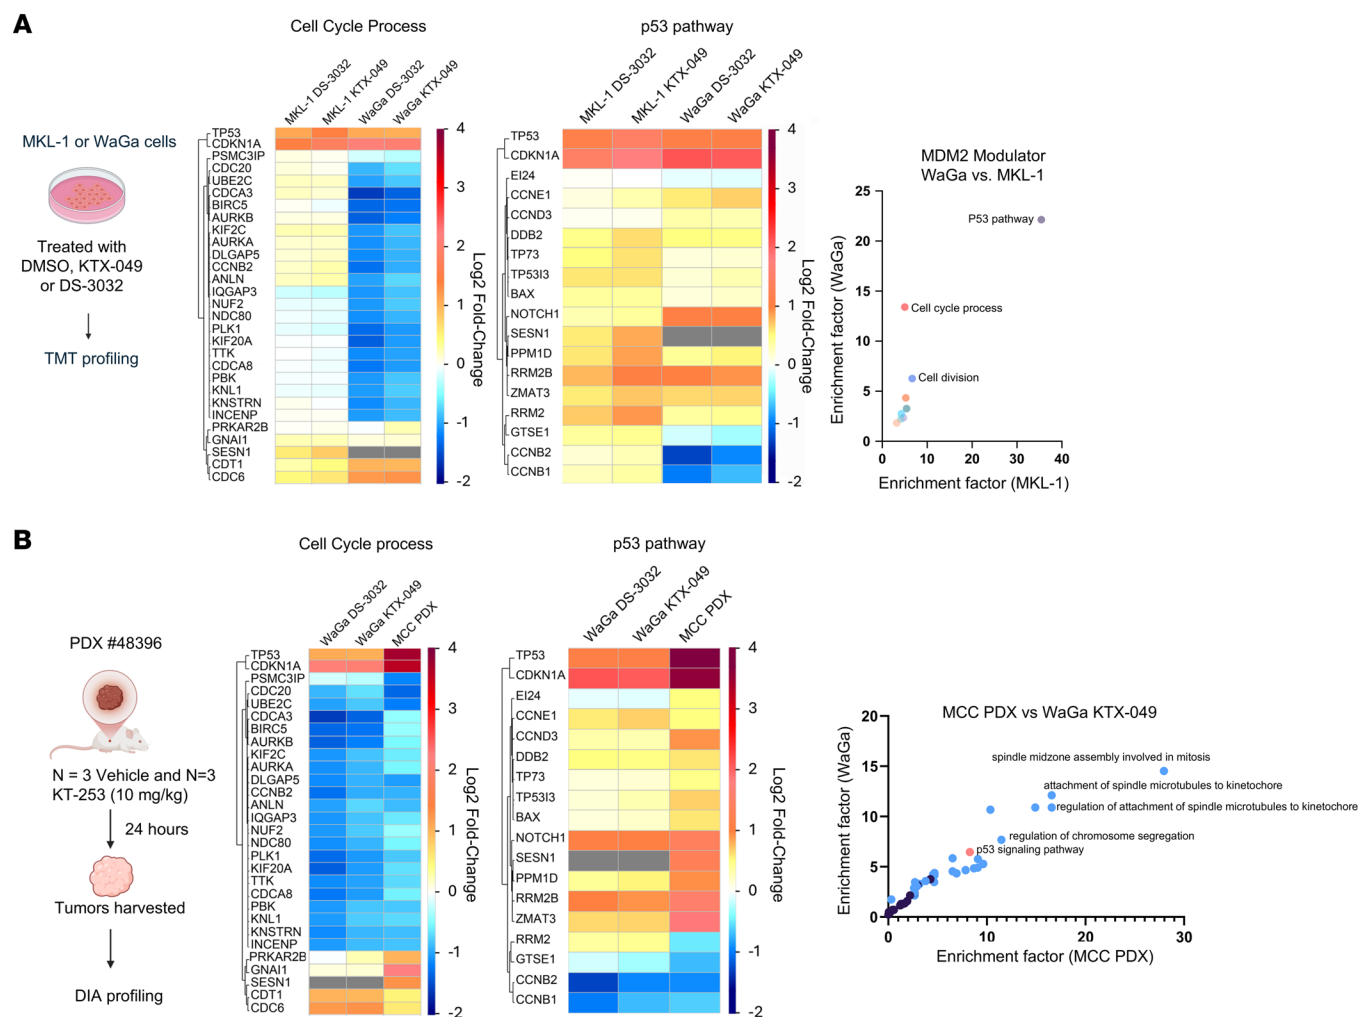 A
Cell Cycle Process
p53 pathway
MKL-1 DS-3032
MKL-1 KTX-049
WaGa DS-3032
WaGa KTX-049
MKL-1 DS-3032
MKL-1 KTX-049
WaGa DS-3032
WaGa KTX-049
MKL-1 or WaGa cells
Treated with
DMSO, KTX-049
or DS-3032
TMT profiling
TP53
CDKN1A
PSMC3IP
CDC20
UBE2C
CDCA3
BIRC5
AURKB
KIF2C
AURKA
DLGAP5
CCNB2
ANLN
IQGAP3
NUF2
NDC80
PLK1
KIF20A
TTK
CDCA8
PBK
KNL1
KNSTRN
INCENP
PRKAR2B
GNAI1
SESN1
CDT1
CDC6
4
3
2
1
0
-1
-2
Log2 Fold-Change
TP53
CDKN1A
EI24
CCNE1
CCND3
DDB2
TP73
TP53I3
BAX
NOTCH1
SESN1
PPM1D
RRM2B
ZMAT3
RRM2
GTSE1
CCNB2
CCNB1
4
3
2
1
0
-1
-2
Log2 Fold-Change
MDM2 Modulator
WaGa vs. MKL-1
Enrichment factor (WaGa)
25
20
15
10
5
0
P53 pathway
Cell cycle process
Cell division
0 10 20 30 40
Enrichment factor (MKL-1)
B
Cell Cycle process
p53 pathway
WaGa DS-3032
WaGa KTX-049
MCC PDX
WaGa DS-3032
WaGa KTX-049
MCC PDX
PDX #48396
N = 3 Vehicle and N=3
KT-253 (10 mg/kg)
24 hours
Tumors harvested
DIA profiling
TP53
CDKN1A
PSMC3IP
CDC20
UBE2C
CDCA3
BIRC5
AURKB
KIF2C
AURKA
DLGAP5
CCNB2
ANLN
IQGAP3
NUF2
NDC80
PLK1
KIF20A
TTK
CDCA8
PBK
KNL1
KNSTRN
INCENP
PRKAR2B
GNAI1
SESN1
CDT1
CDC6
4
3
2
1
0
-1
-2
Log2 Fold-Change
TP53
CDKN1A
EI24
CCNE1
CCND3
DDB2
TP73
TP53I3
BAX
NOTCH1
SESN1
PPM1D
RRM2B
ZMAT3
RRM2
GTSE1
CCNB2
CCNB1
4
3
2
1
0
-1
-2
Log2 Fold-Change
MCC PDX vs WaGa KTX-049
Enrichment factor (WaGa)
20
15
10
5
0
spindle midzone assembly involved in mitosis
attachment of spindle microtubules to kinetochore
regulation of attachment of spindle microtubules to kinetochore
regulation of chromosome segregation
p53 signaling pathway
0 10 20 30
Enrichment factor (MCC PDX)